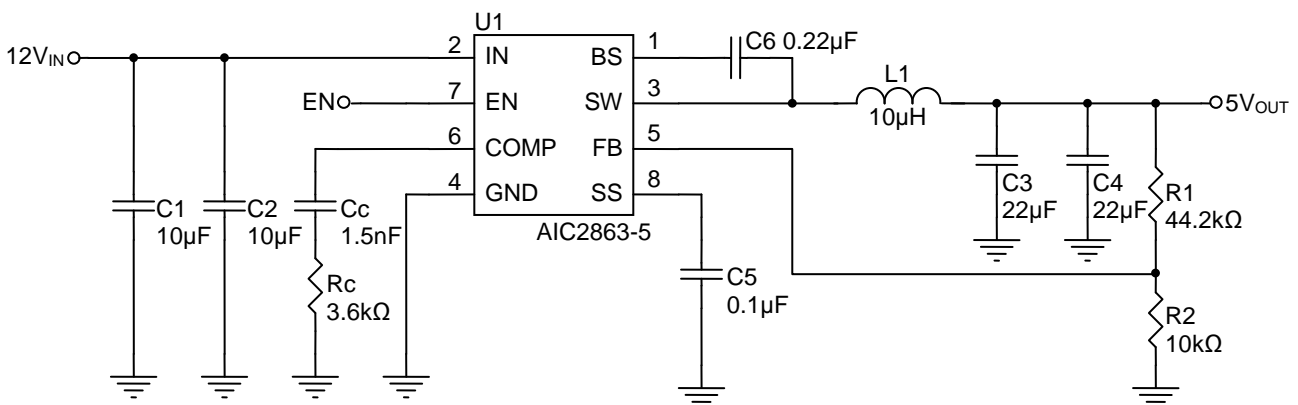 U1
12VIN
2 IN
BS 1
C6 0.22µF
EN
7 EN
SW 3
L1
10µH
5VOUT
6 COMP
FB 5
4 GND
SS 8
AIC2863-5
C1
10µF
C2
10µF
Cc
1.5nF
Rc
3.6kΩ
C5
0.1µF
C3
22µF
C4
22µF
R1
44.2kΩ
R2
10kΩ